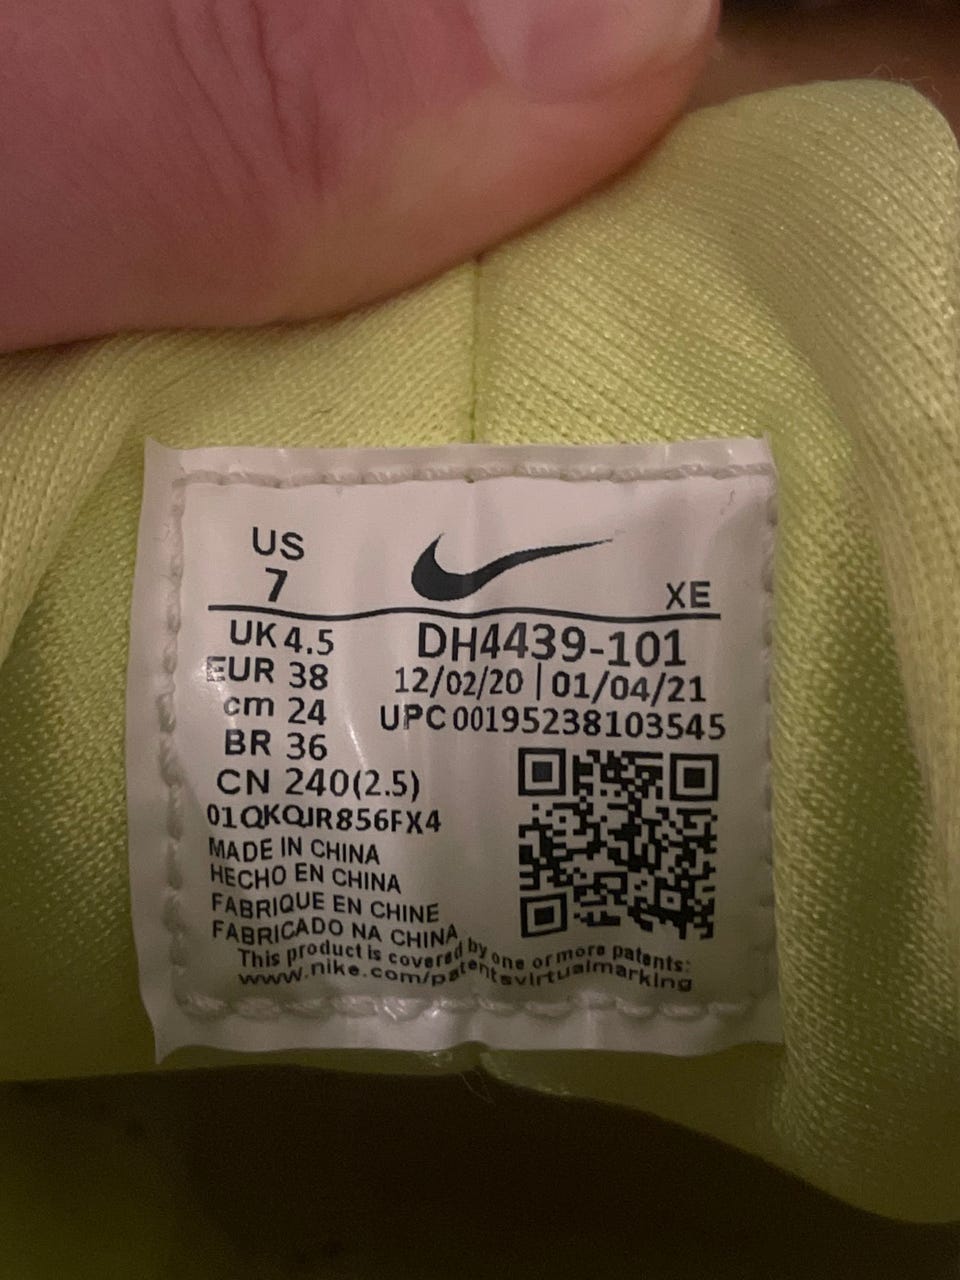 US
7
XE
UK 4.5
EUR 38
cm 24
BR 36
CN 240(2.5)
DH4439-101
12/02/20 | 01/04/21
UPC 00195238103545
01QKQJR856FX4
MADE IN CHINA
HECHO EN CHINA
FABRIQUE EN CHINE
FABRICADO NA CHINA
This product is covered by one or more patents:
www.nike.com/patentsvirtualmarking